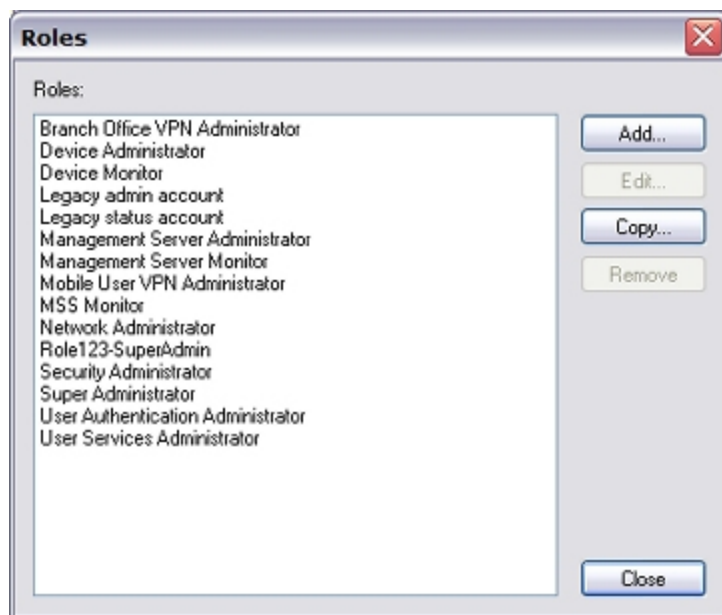 Roles
Roles:
Branch Office VPN Administrator
Device Administrator
Device Monitor
Legacy admin account
Legacy status account
Management Server Administrator
Management Server Monitor
Mobile User VPN Administrator
MSS Monitor
Network Administrator
Role123-SuperAdmin
Security Administrator
Super Administrator
User Authentication Administrator
User Services Administrator
Add...
Edit...
Copy...
Remove
Close